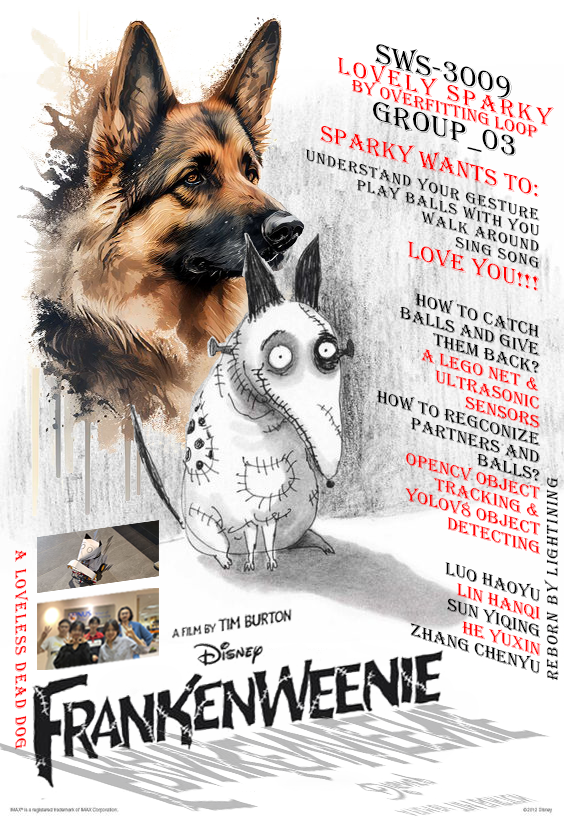 SWS-3009
LOVELY SPARKY
BY OVERFITTING LOOP
GROUP_03
SPARKY WANTS TO:
UNDERSTAND YOUR GESTURE
PLAY BALLS WITH YOU
WALK AROUND
SING SONG
LOVE YOU!!!
HOW TO CATCH
BALLS AND GIVE
THEM BACK?
A LEGO NET &
ULTRASONIC
SENSORS
HOW TO REGCONIZE
PARTNERS AND
BALLS?
OPENCV OBJECT
TRACKING &
YOLOV8 OBJECT
DETECTING
REBORN BY LIGHTINING
LUO HAOYU
LIN HANQI
SUN YIQING
HE YUXIN
ZHANG CHENYU
A LOVELESS DEAD DOG
A FILM BY TIM BURTON
DISNEY
FRANKENWEENIE
IMAX® is a registered trademark of IMAX Corporation.
©2012 Disney